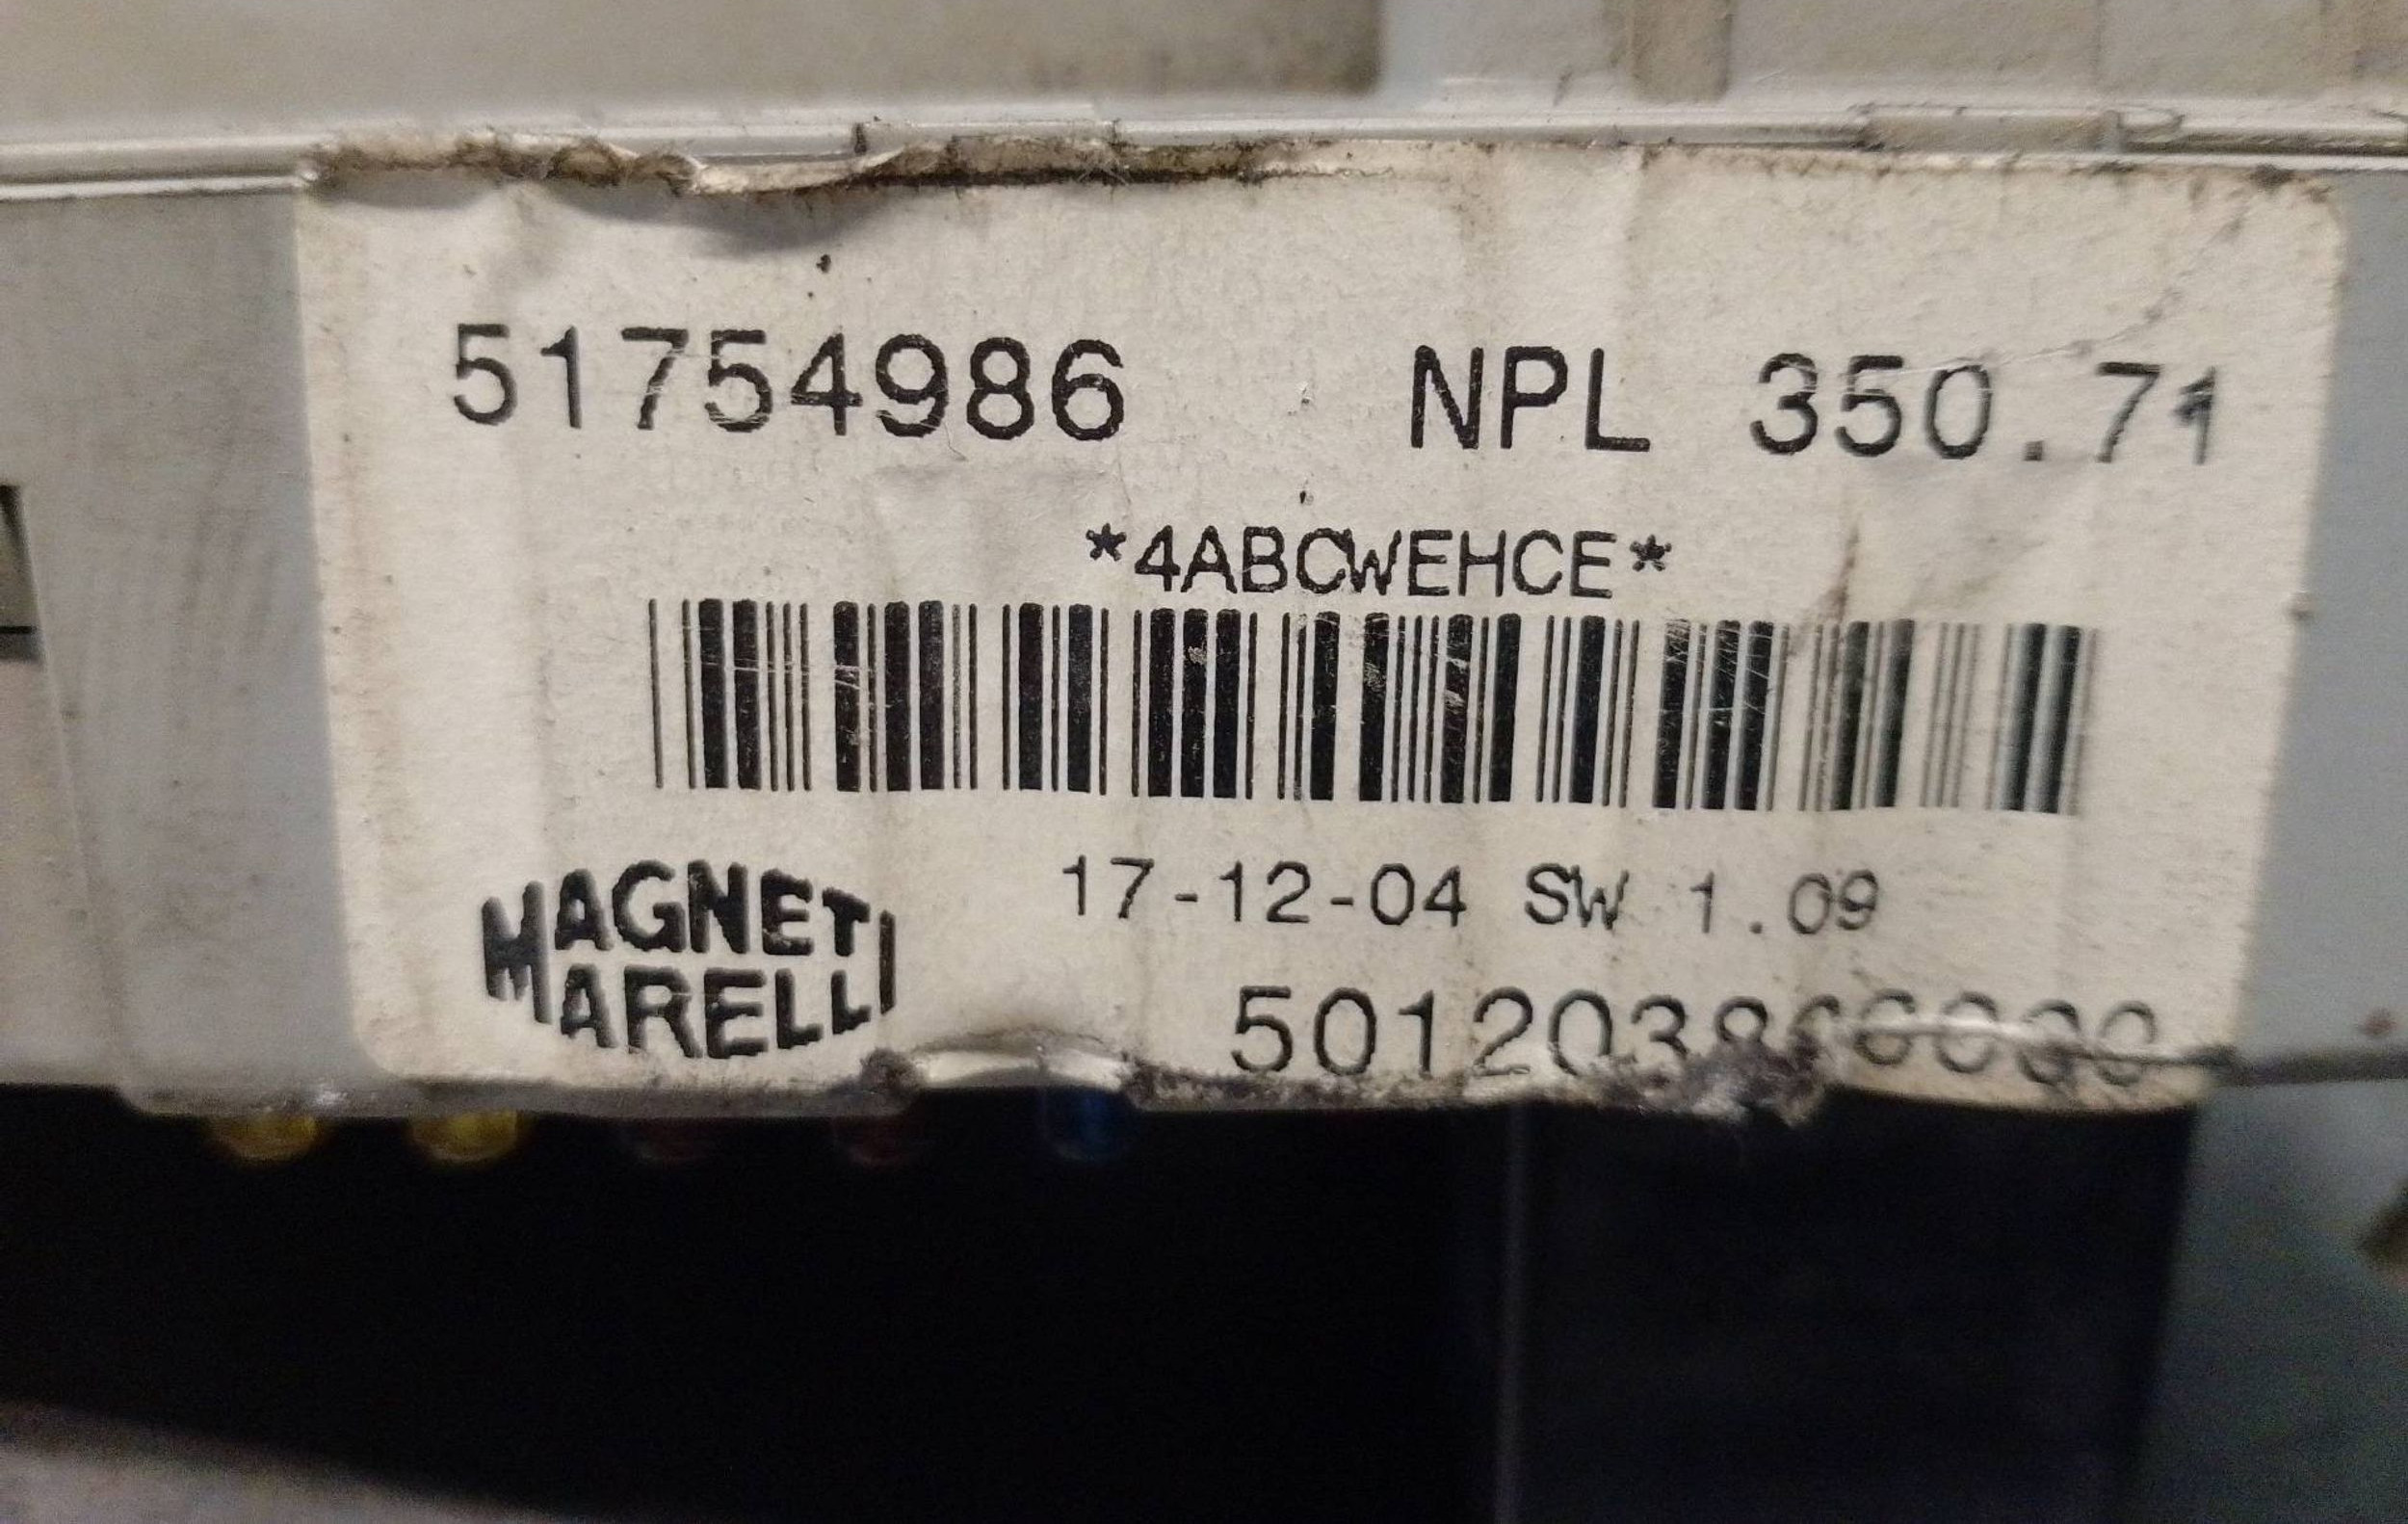 51754986 NPL 350.71
*4ABCWEHCE*
MAGNETI
MARELLI
17-12-04 SW 1.09